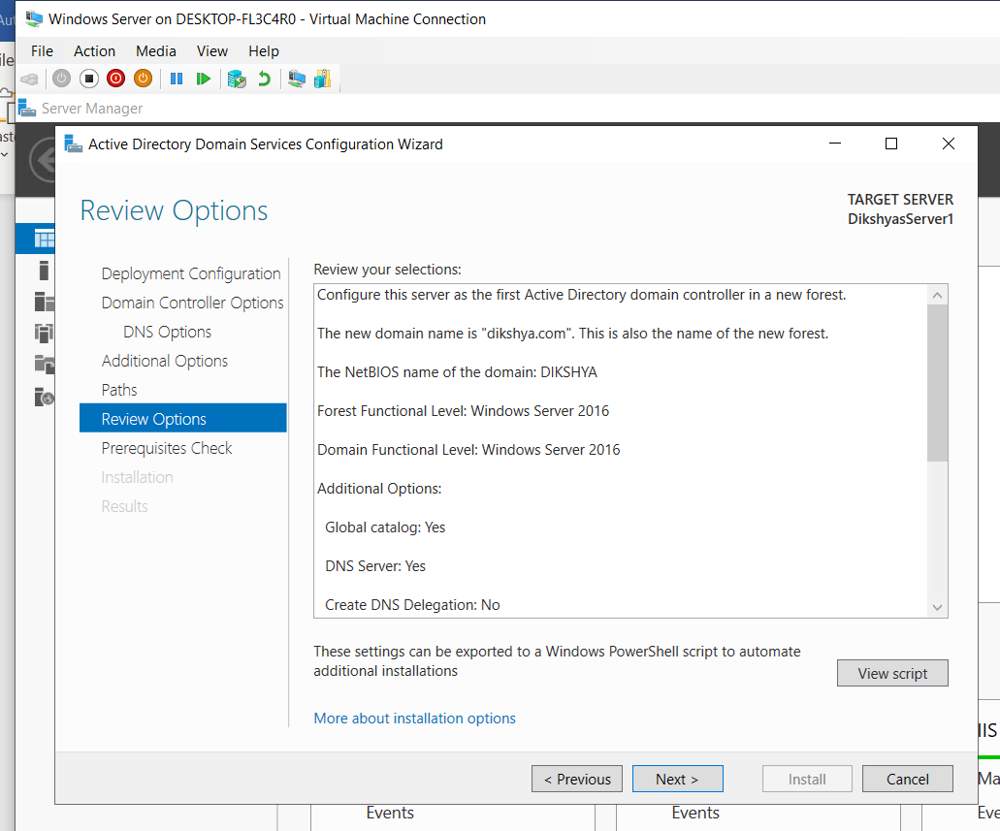 Windows Server on DESKTOP-FL3C4R0 - Virtual Machine Connection
File Action Media View Help
Server Manager
Active Directory Domain Services Configuration Wizard
Review Options
TARGET SERVER
DikshyasServer1
Deployment Configuration
Domain Controller Options
DNS Options
Additional Options
Paths
Review Options
Prerequisites Check
Installation
Results
Review your selections:
Configure this server as the first Active Directory domain controller in a new forest.
The new domain name is "dikshya.com". This is also the name of the new forest.
The NetBIOS name of the domain: DIKSHYA
Forest Functional Level: Windows Server 2016
Domain Functional Level: Windows Server 2016
Additional Options:
Global catalog: Yes
DNS Server: Yes
Create DNS Delegation: No
These settings can be exported to a Windows PowerShell script to automate
additional installations
View script
More about installation options
< Previous
Next >
Install
Cancel
IIS
Ma
Events
Events
Eve